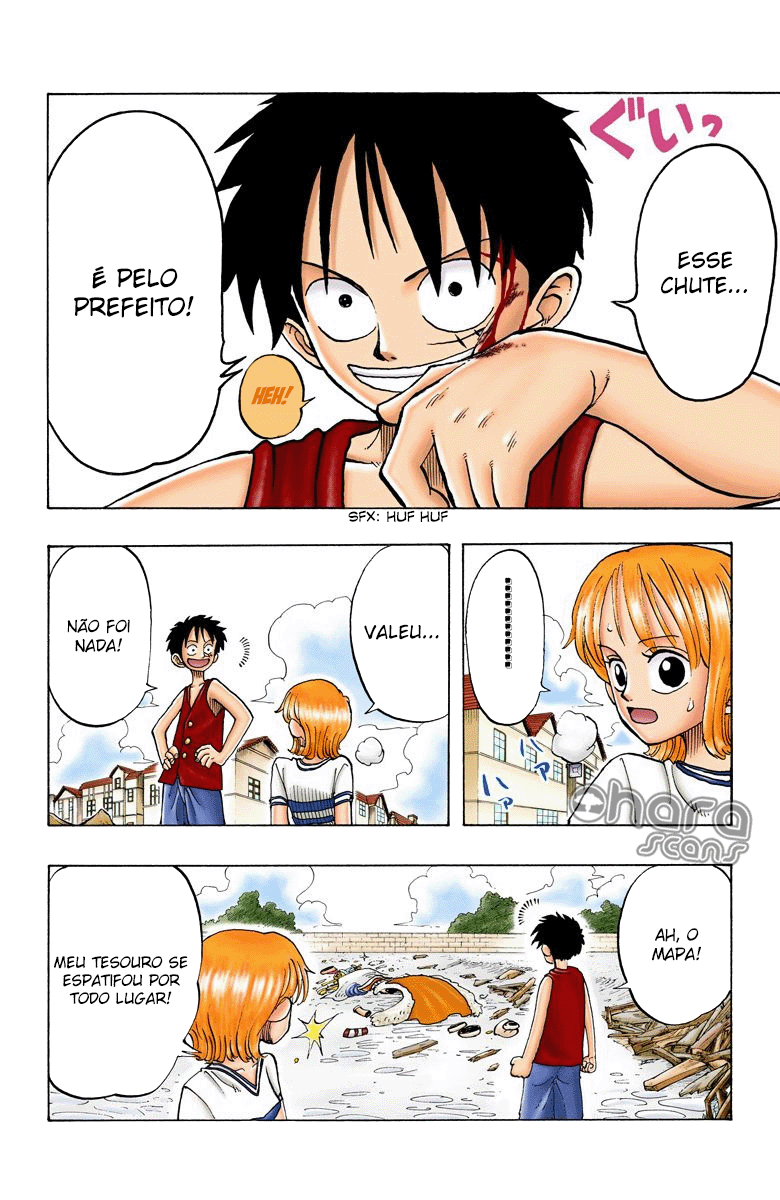 ぐいっ
ESSE
CHUTE...
É PELO
PREFEITO!
HEH!
SFX: HUF HUF
NÃO FOI
NADA!
VALEU...
ハァ
ハァ
Ohara
scans
AH, O
MAPA!
MEU TESOURO SE
ESPATIFOU POR
TODO LUGAR!